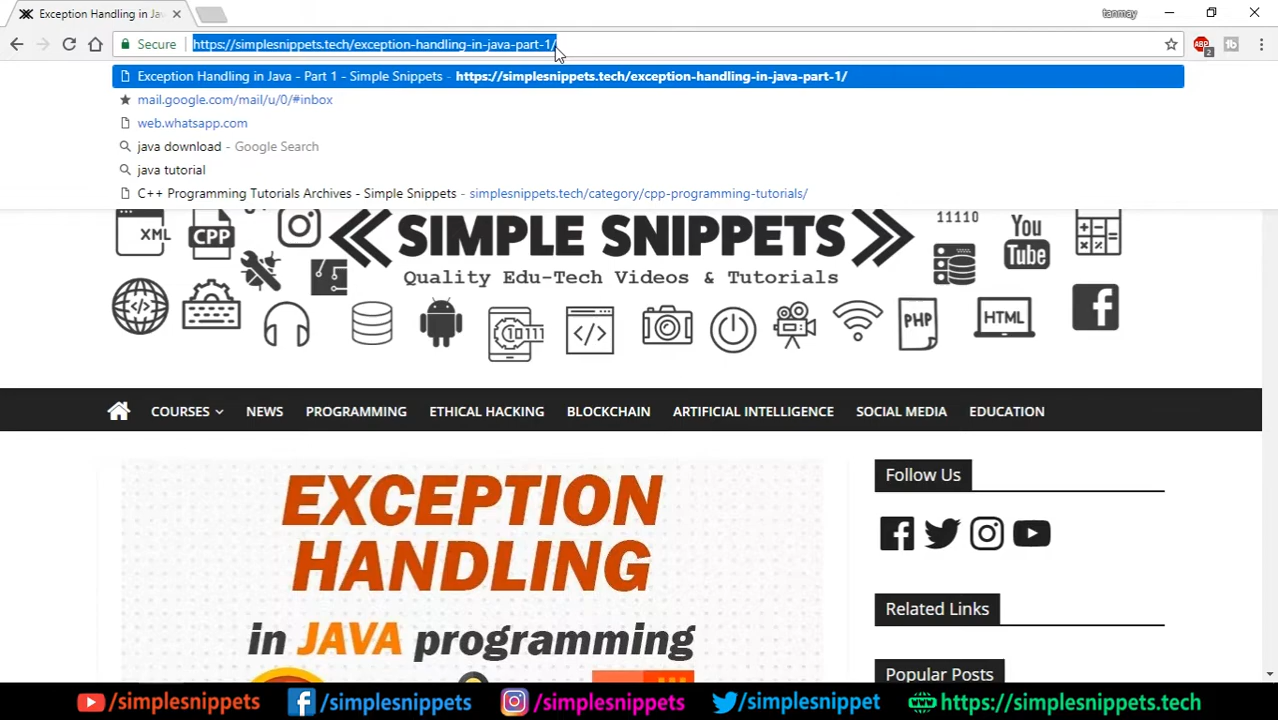 Exception Handling in Jav
tanmay
Secure
https://simplesnippets.tech/exception-handling-in-java-part-1/
ABP
2
Exception Handling in Java - Part 1 - Simple Snippets - https://simplesnippets.tech/exception-handling-in-java-part-1/
mail.google.com/mail/u/0/#inbox
web.whatsapp.com
java download - Google Search
java tutorial
C++ Programming Tutorials Archives - Simple Snippets - simplesnippets.tech/category/cpp-programming-tutorials/
XML
CPP
SIMPLE SNIPPETS
11110
You
Tube
Quality Edu-Tech Videos & Tutorials
10111
PHP
HTML
COURSES
NEWS
PROGRAMMING
ETHICAL HACKING
BLOCKCHAIN
ARTIFICIAL INTELLIGENCE
SOCIAL MEDIA
EDUCATION
EXCEPTION
HANDLING
in JAVA programming
Follow Us
Related Links
Popular Posts
/simplesnippets
/simplesnippets
/simplesnippets
/simplesnippets
https://simplesnippets.tech